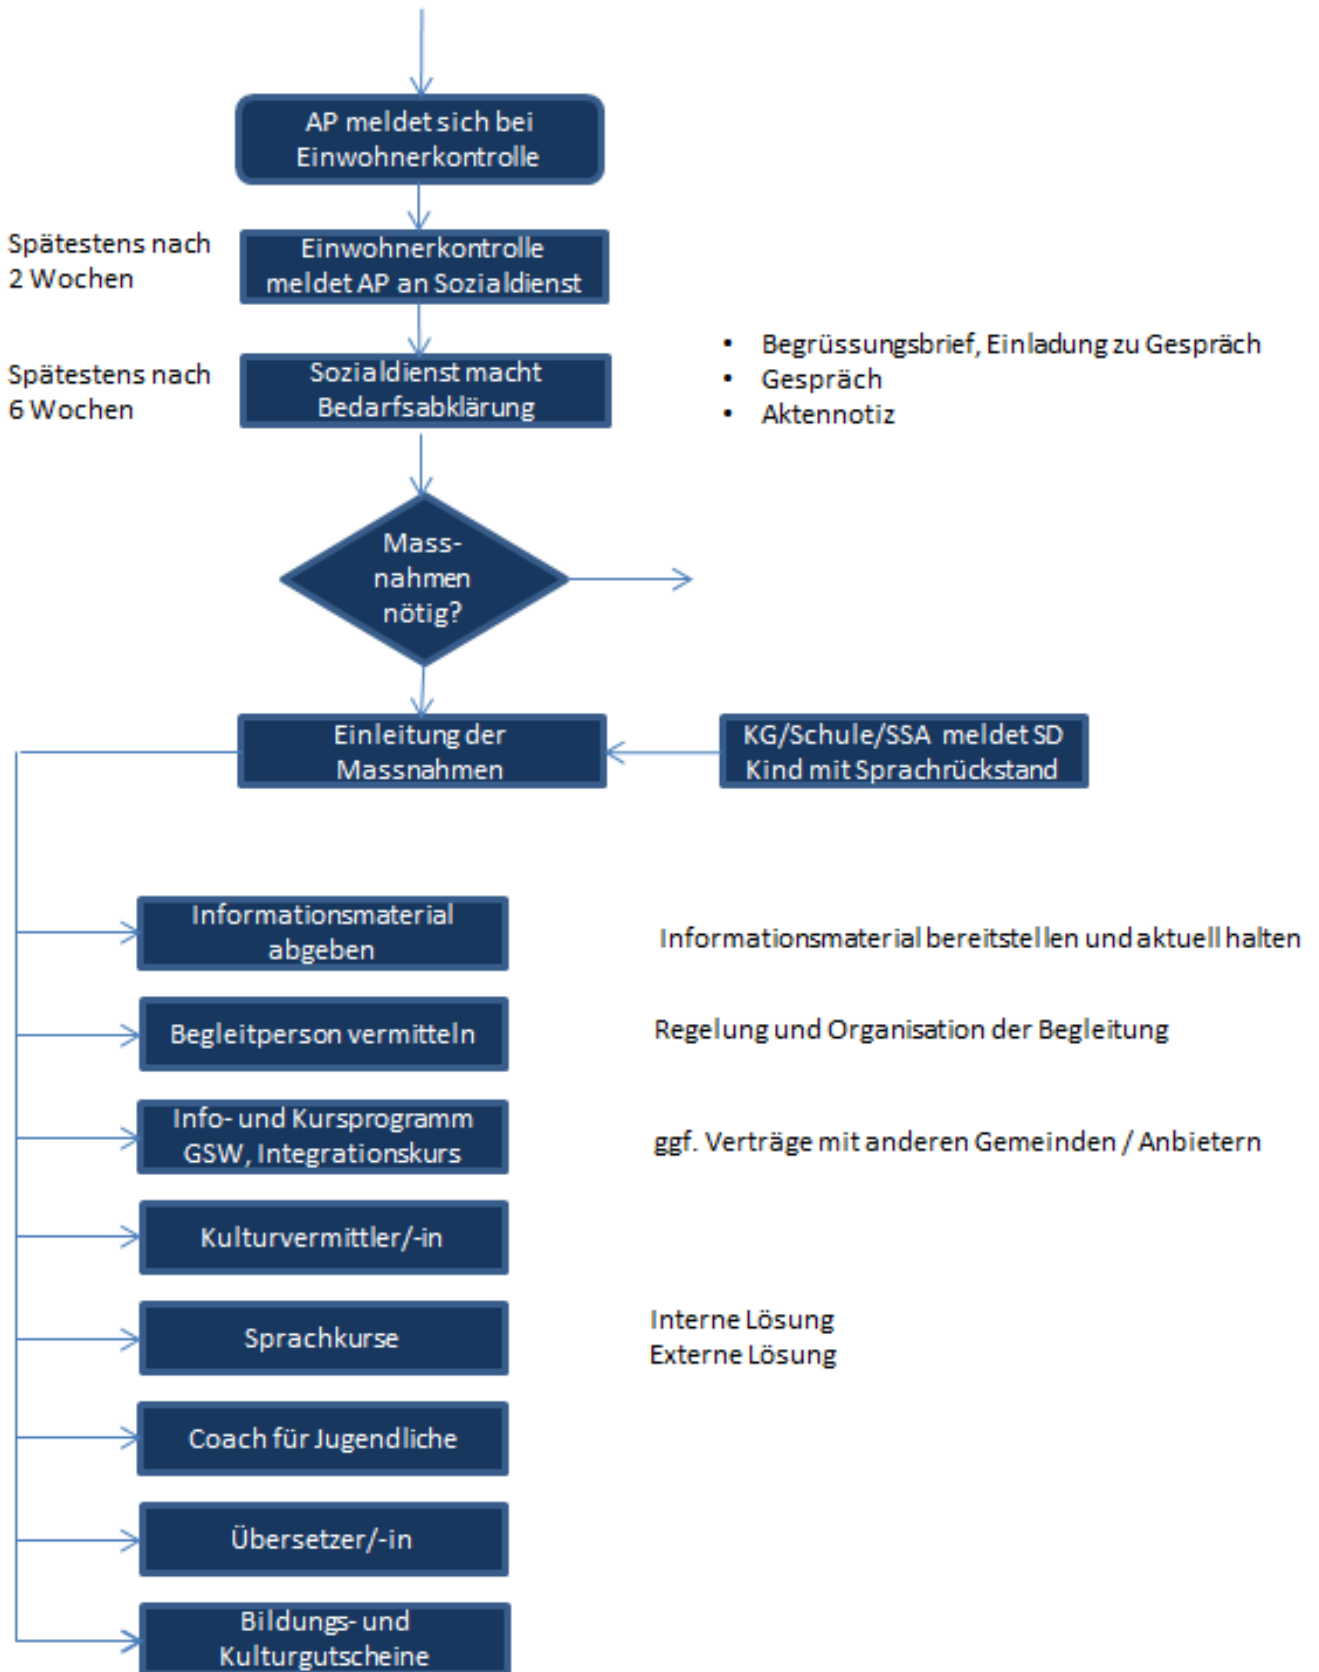 AP meldet sich bei
Einwohnerkontrolle
Spätestens nach
2 Wochen
Einwohnerkontrolle
meldet AP an Sozialdienst
Spätestens nach
6 Wochen
Sozialdienst macht
Bedarfsabklärung
• Begrüssungsbrief, Einladung zu Gespräch
• Gespräch
• Aktennotiz
Mass-
nahmen
nötig?
Einleitung der
Massnahmen
KG/Schule/SSA meldet SD
Kind mit Sprachrückstand
Informationsmaterial
abgeben
Informationsmaterial bereitstellen und aktuell halten
Begleitperson vermitteln
Regelung und Organisation der Begleitung
Info- und Kursprogramm
GSW, Integrationskurs
ggf. Verträge mit anderen Gemeinden / Anbietern
Kulturvermittler/-in
Sprachkurse
Interne Lösung
Externe Lösung
Coach für Jugendliche
Übersetzer/-in
Bildungs- und
Kulturgutscheine